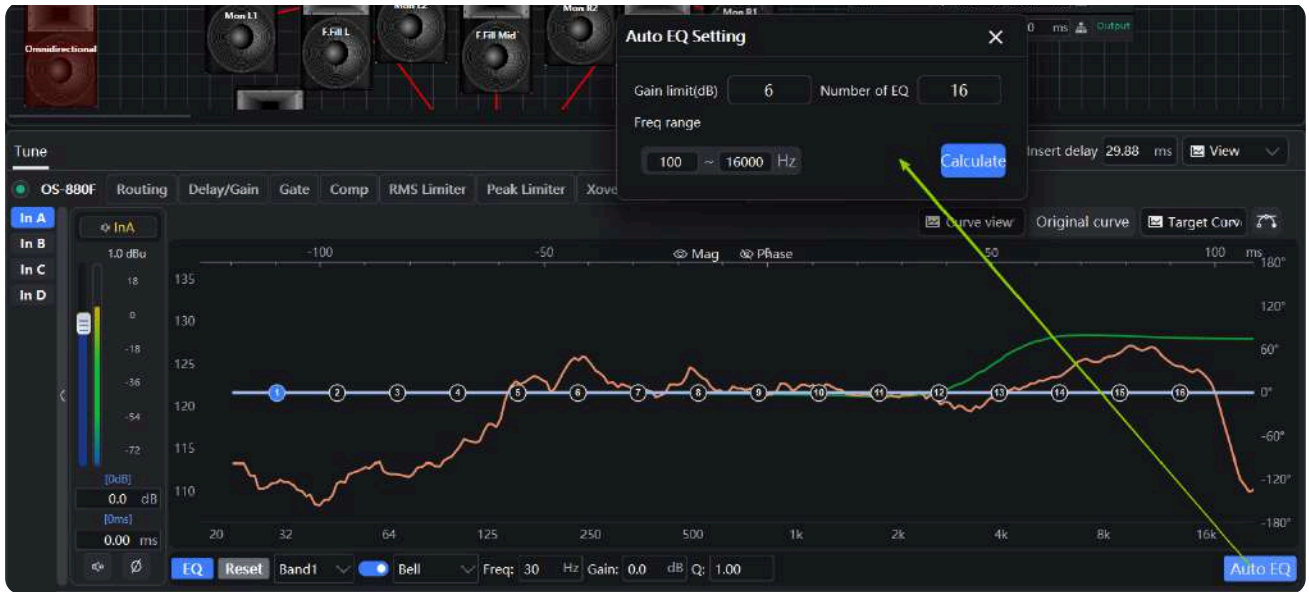 Mon L1
Mon L2
Mon R2
Mon R1
F.Fill L
F.Fill Mid
Omnidirectional
0 ms Output
Auto EQ Setting
Gain limit(dB) 6 Number of EQ 16
Freq range
100 ~ 16000 Hz Calculate
Tune
Insert delay 29.88 ms View
OS-880F Routing Delay/Gain Gate Comp RMS Limiter Peak Limiter Xove
In A
In B
In C
In D
InA
1.0 dBu
18
0
-18
-36
-54
-72
[0dB]
0.0 dB
[0ms]
0.00 ms
Curve view Original curve Target Curv
-100 -50 Mag Phase 50 100 ms
135
130
125
120
115
110
180°
120°
60°
0°
-60°
-120°
-180°
1 2 3 4 5 6 7 8 9 10 11 12 13 14 15 16
20 32 64 125 250 500 1k 2k 4k 8k 16k
EQ Reset Band1 Bell Freq: 30 Hz Gain: 0.0 dB Q: 1.00 Auto EQ